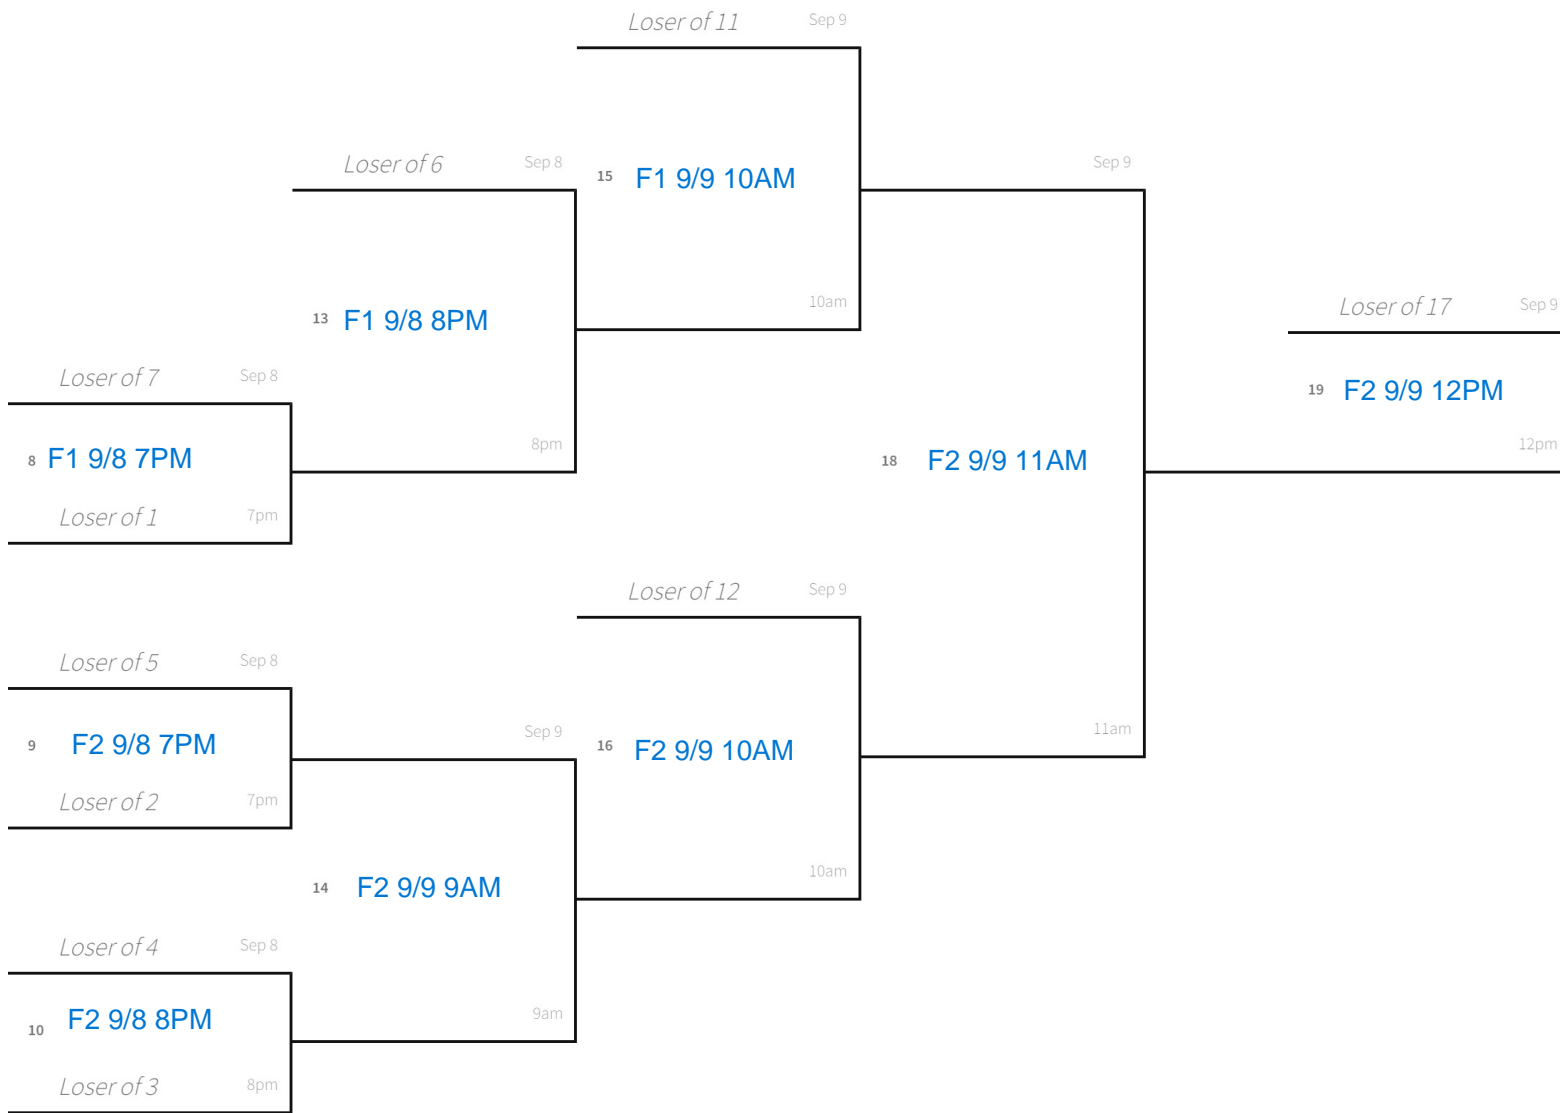 Loser of 11 Sep 9
Loser of 6 Sep 8
15 F1 9/9 10AM
Sep 9
10am
13 F1 9/8 8PM
Loser of 17 Sep 9
Loser of 7 Sep 8
19 F2 9/9 12PM
8pm
12pm
8 F1 9/8 7PM
18 F2 9/9 11AM
Loser of 1 7pm
Loser of 12 Sep 9
Loser of 5 Sep 8
Sep 9
11am
9 F2 9/8 7PM
16 F2 9/9 10AM
Loser of 2 7pm
10am
14 F2 9/9 9AM
Loser of 4 Sep 8
9am
10 F2 9/8 8PM
Loser of 3 8pm